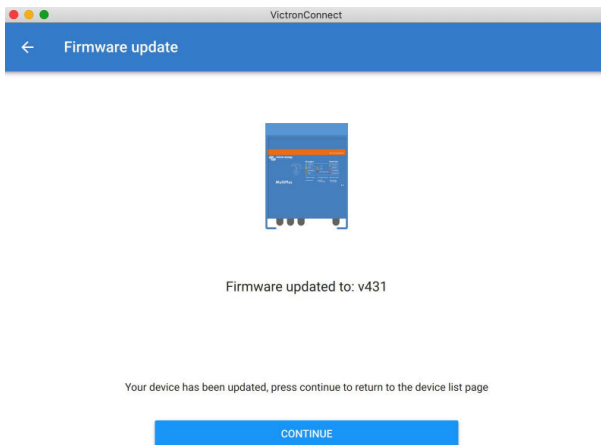 VictronConnect
Firmware update
MultiPlus
Firmware updated to: v431
Your device has been updated, press continue to return to the device list page
CONTINUE